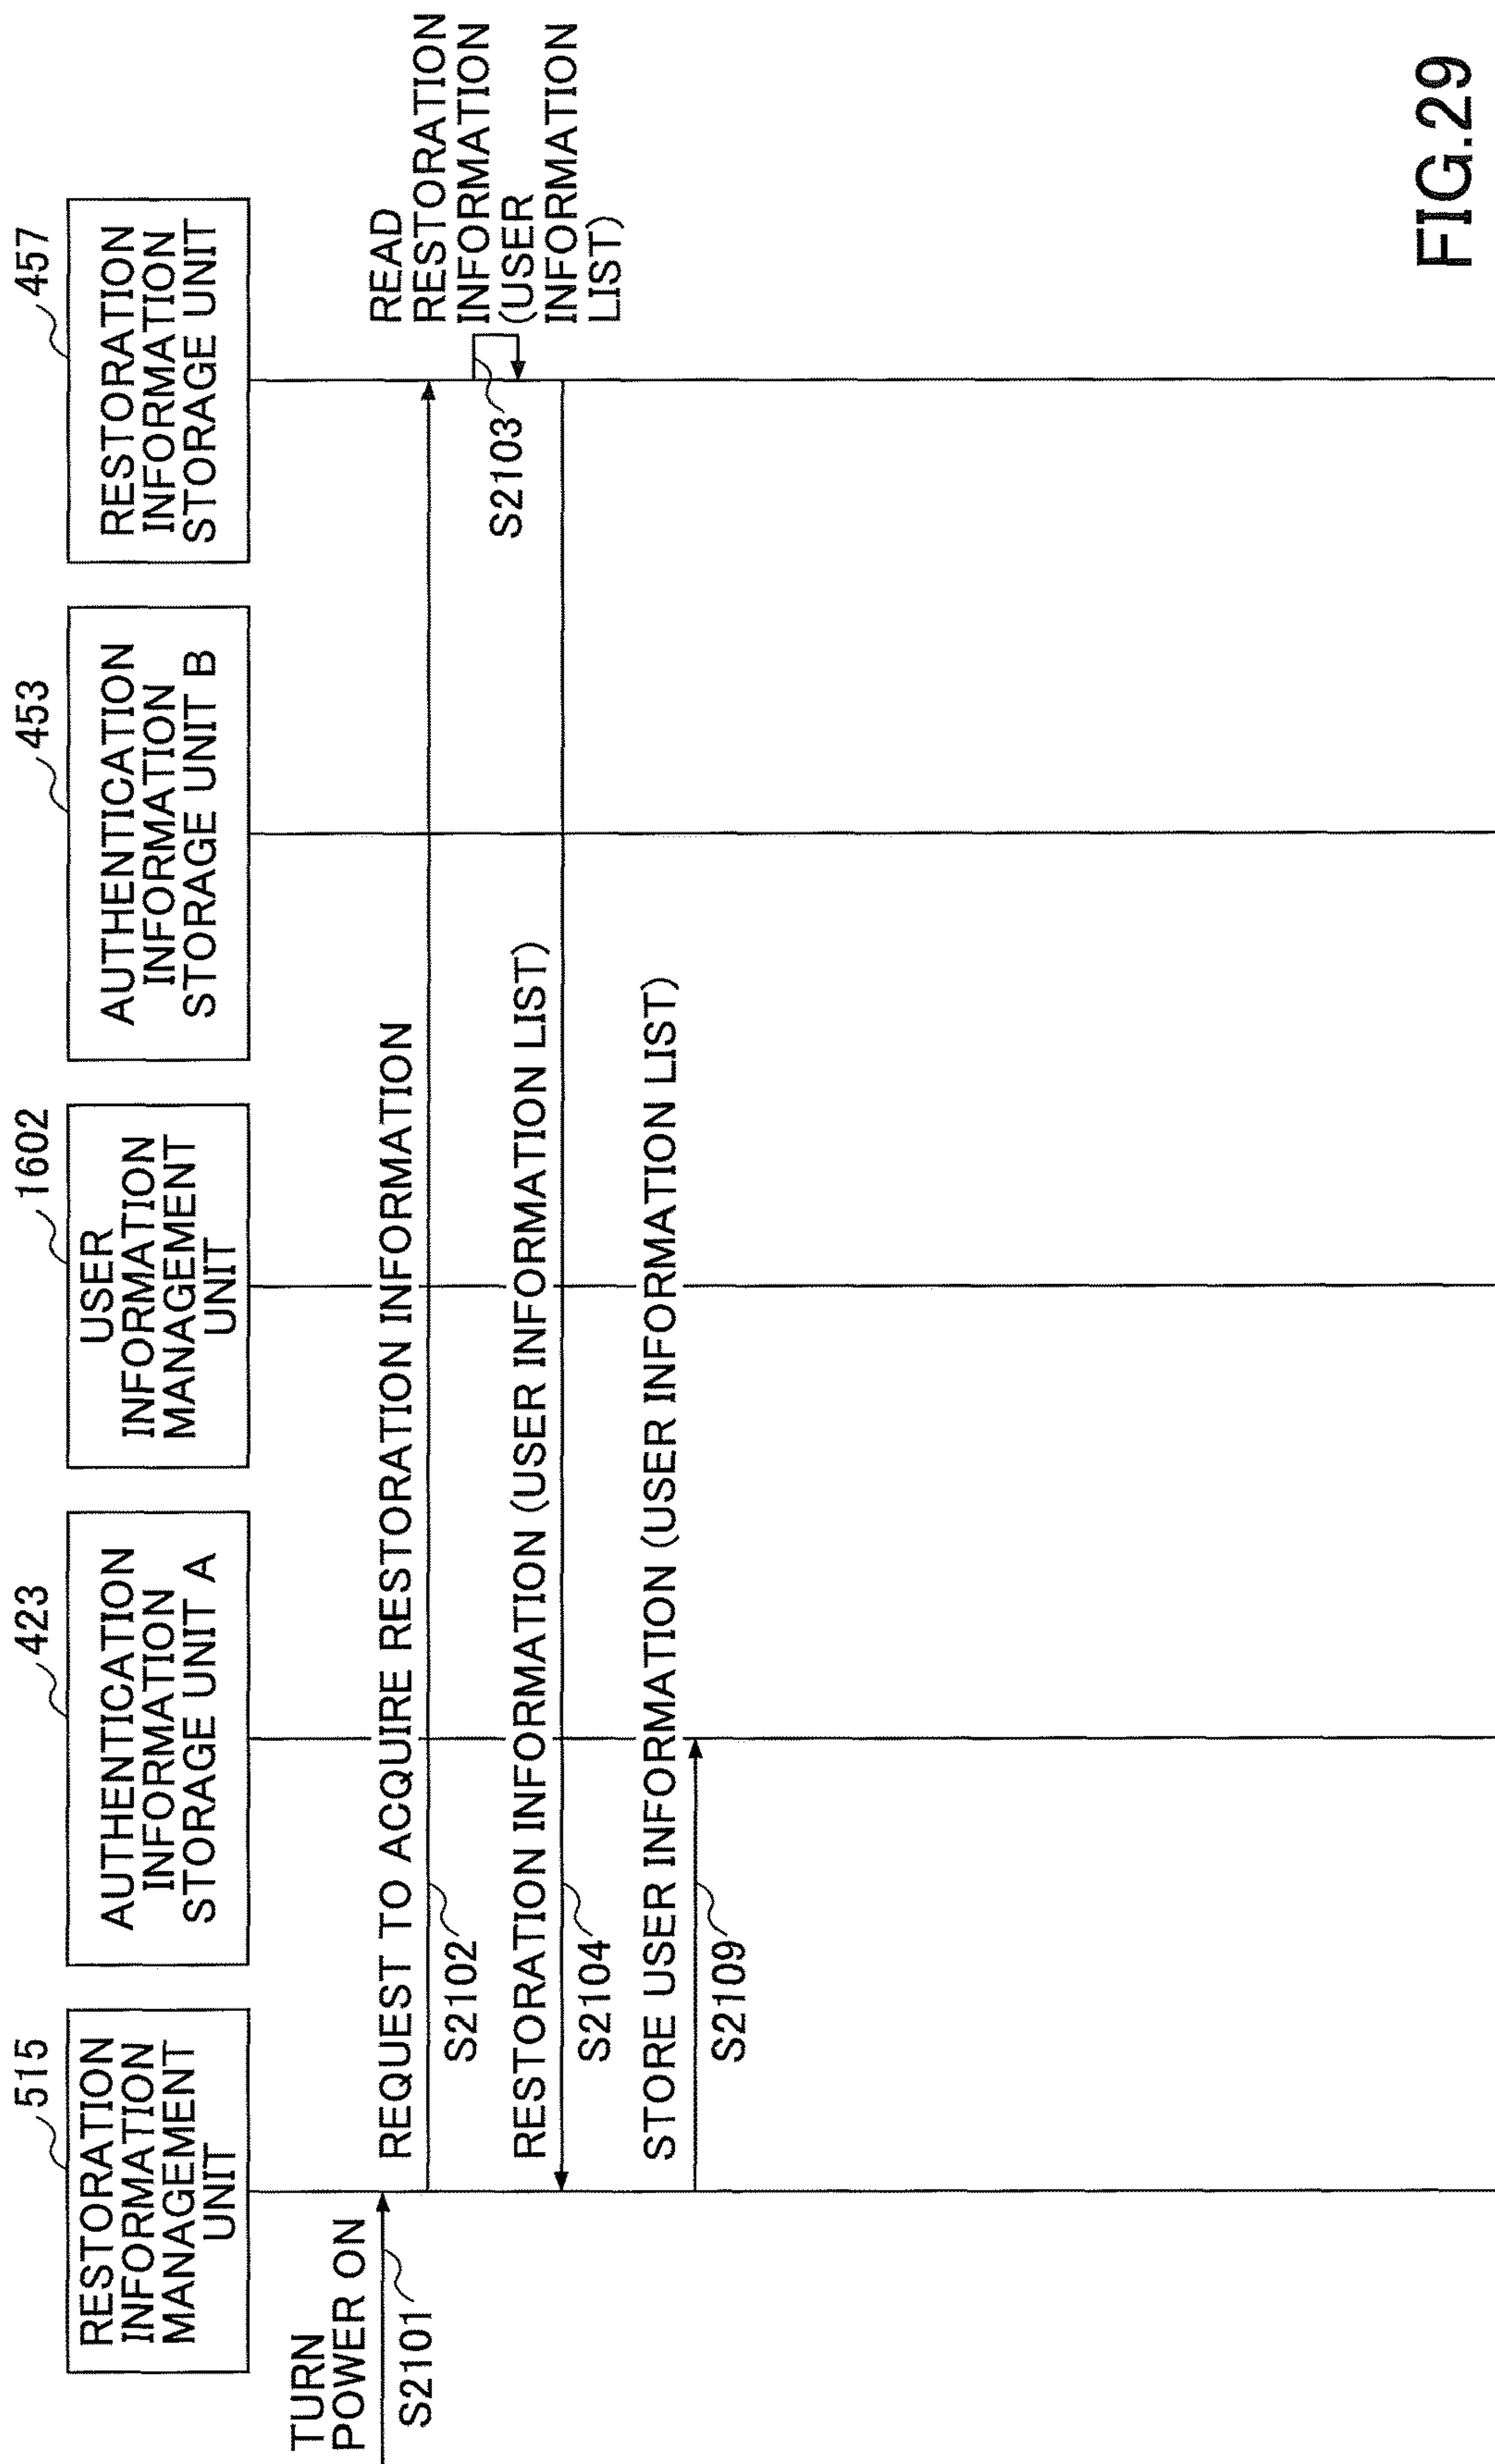 515
RESTORATION
INFORMATION
MANAGEMENT
UNIT
423
AUTHENTICATION
INFORMATION
STORAGE UNIT A
1602
USER
INFORMATION
MANAGEMENT
UNIT
453
AUTHENTICATION
INFORMATION
STORAGE UNIT B
457
RESTORATION
INFORMATION
STORAGE UNIT
TURN
POWER ON
S2101
REQUEST TO ACQUIRE RESTORATION INFORMATION
S2102
READ
RESTORATION
INFORMATION
(USER
INFORMATION
LIST)
S2103
RESTORATION INFORMATION (USER INFORMATION LIST)
S2104
STORE USER INFORMATION (USER INFORMATION LIST)
S2109
FIG.29